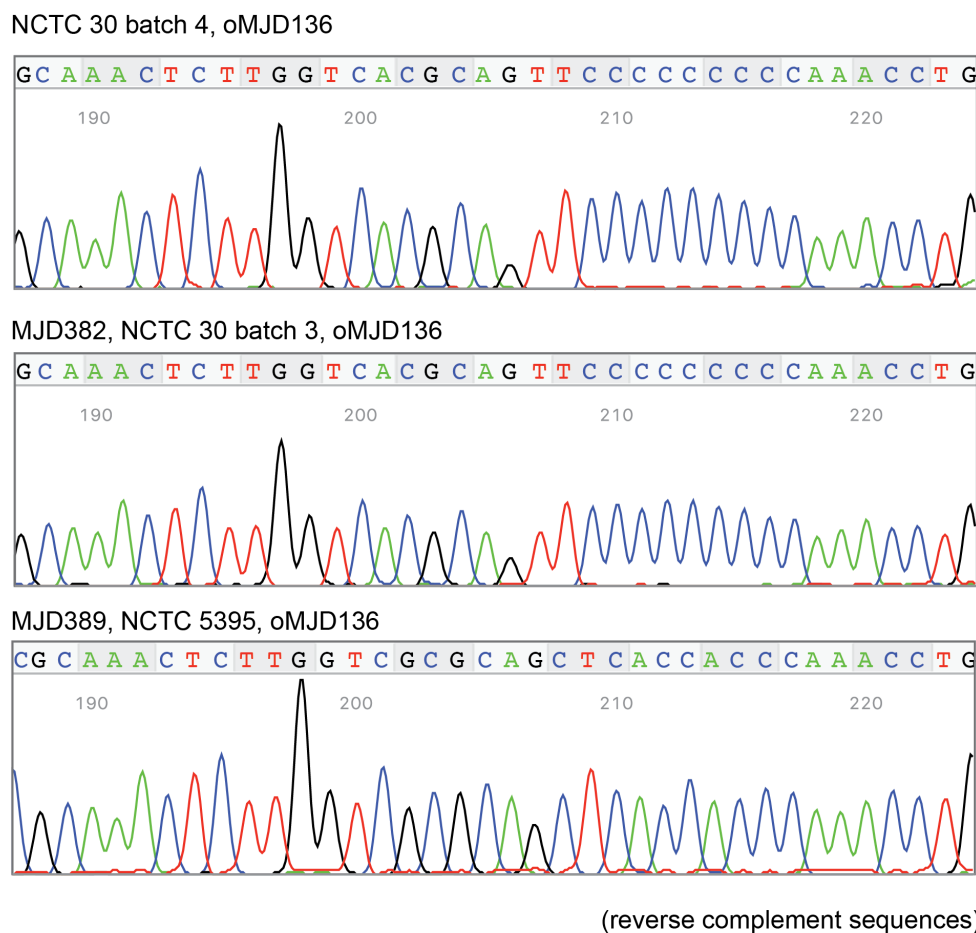 NCTC 30 batch 4, oMJD136
G C A A A C T C T T G G T C A C G C A G T T C C C C C C C C C A A A C C T G
190 200 210 220
MJD382, NCTC 30 batch 3, oMJD136
G C A A A C T C T T G G T C A C G C A G T T C C C C C C C C C A A A C C T G
190 200 210 220
MJD389, NCTC 5395, oMJD136
C G C A A A C T C T T G G T C G C G C A G C T C A C C A C C C A A A C C T G
190 200 210 220
(reverse complement sequences)